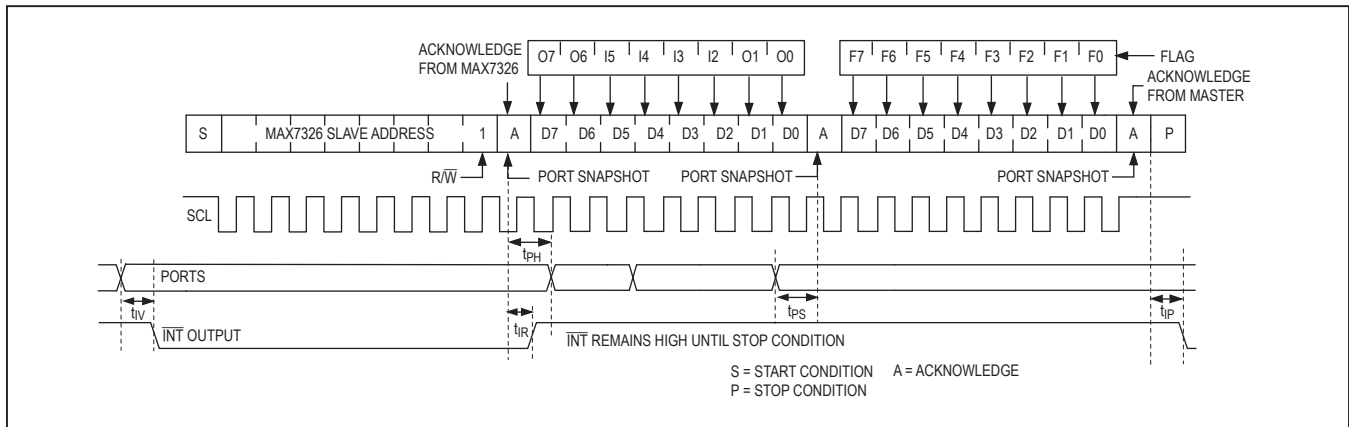 ACKNOWLEDGE
FROM MAX7326
O7 O6 I5 I4 I3 I2 O1 O0
F7 F6 F5 F4 F3 F2 F1 F0
FLAG
ACKNOWLEDGE
FROM MASTER
S MAX7326 SLAVE ADDRESS 1 A D7 D6 D5 D4 D3 D2 D1 D0 A D7 D6 D5 D4 D3 D2 D1 D0 A P
R/W̅ PORT SNAPSHOT PORT SNAPSHOT PORT SNAPSHOT
SCL
tPH
PORTS
tIV tIR tPS tIP
I̅N̅T̅ OUTPUT
I̅N̅T̅ REMAINS HIGH UNTIL STOP CONDITION
S = START CONDITION A = ACKNOWLEDGE
P = STOP CONDITION